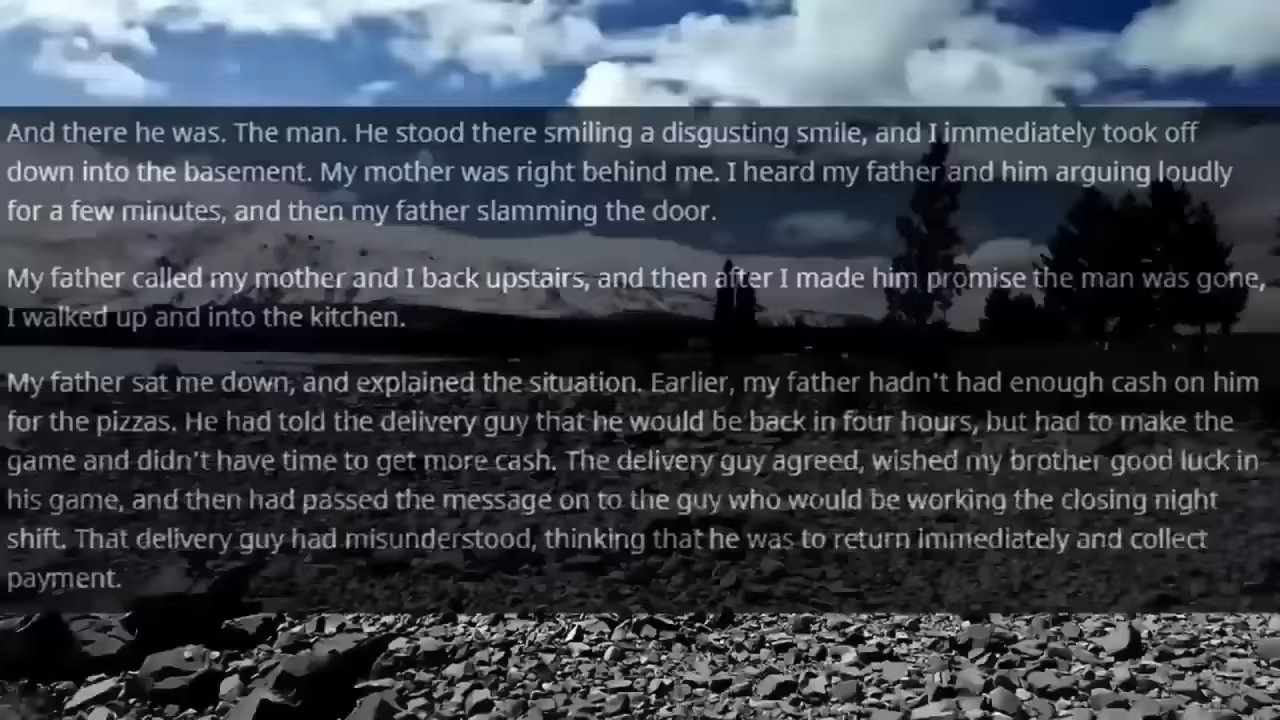 And there he was. The man. He stood there smiling a disgusting smile, and I immediately took off
down into the basement. My mother was right behind me. I heard my father and him arguing loudly
for a few minutes, and then my father slamming the door.
My father called my mother and I back upstairs, and then after I made him promise the man was gone,
I walked up and into the kitchen.
My father sat me down, and explained the situation. Earlier, my father hadn't had enough cash on him
for the pizzas. He had told the delivery guy that he would be back in four hours, but had to make the
game and didn't have time to get more cash. The delivery guy agreed, wished my brother good luck in
his game, and then had passed the message on to the guy who would be working the closing night
shift. That delivery guy had misunderstood, thinking that he was to return immediately and collect
payment.